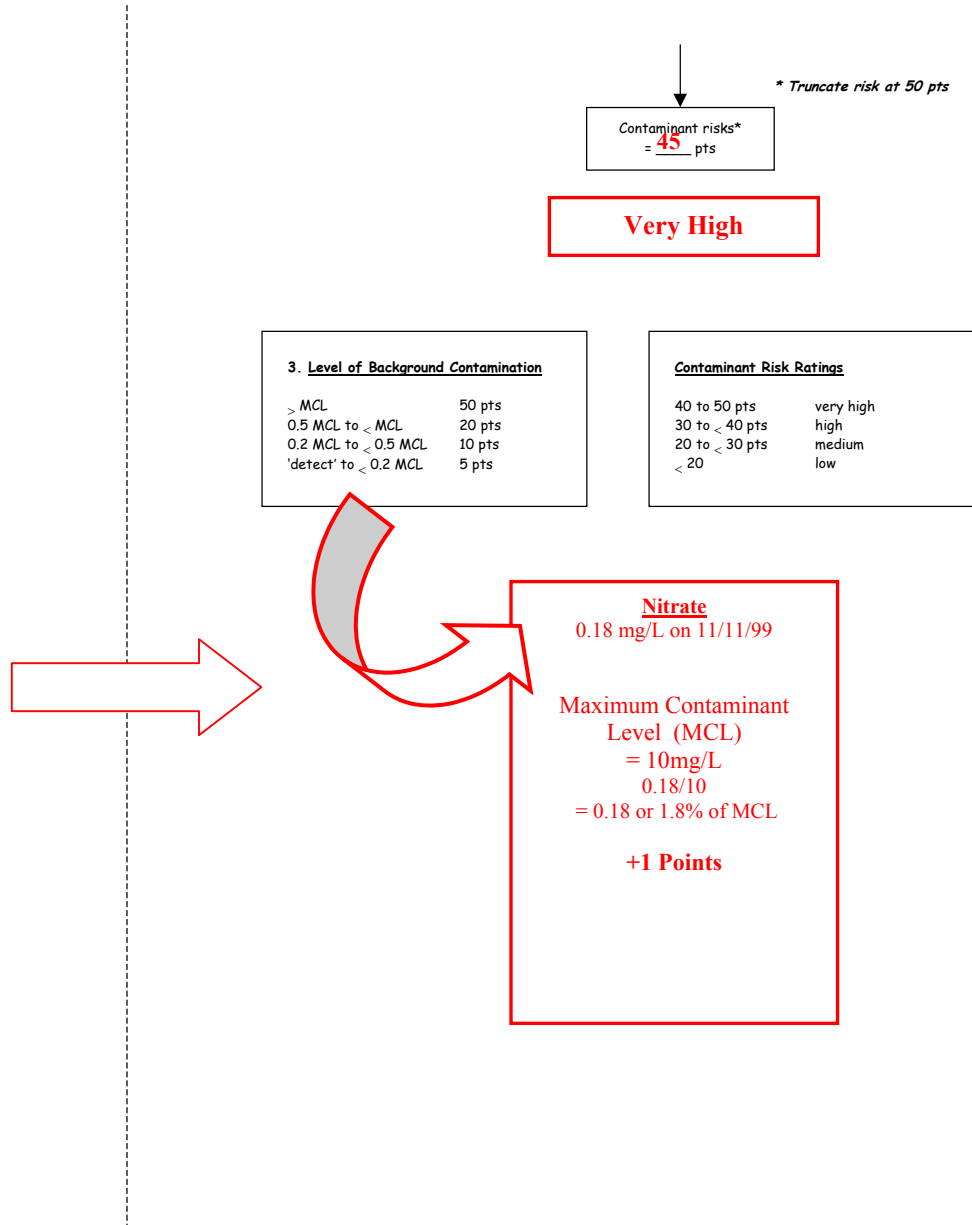 * Truncate risk at 50 pts
Contaminant risks*
= 45 pts
Very High
3. Level of Background Contamination
> MCL 50 pts
0.5 MCL to < MCL 20 pts
0.2 MCL to < 0.5 MCL 10 pts
'detect' to < 0.2 MCL 5 pts
Contaminant Risk Ratings
40 to 50 pts very high
30 to < 40 pts high
20 to < 30 pts medium
< 20 low
Nitrate
0.18 mg/L on 11/11/99
Maximum Contaminant
Level (MCL)
= 10mg/L
0.18/10
= 0.18 or 1.8% of MCL
+1 Points